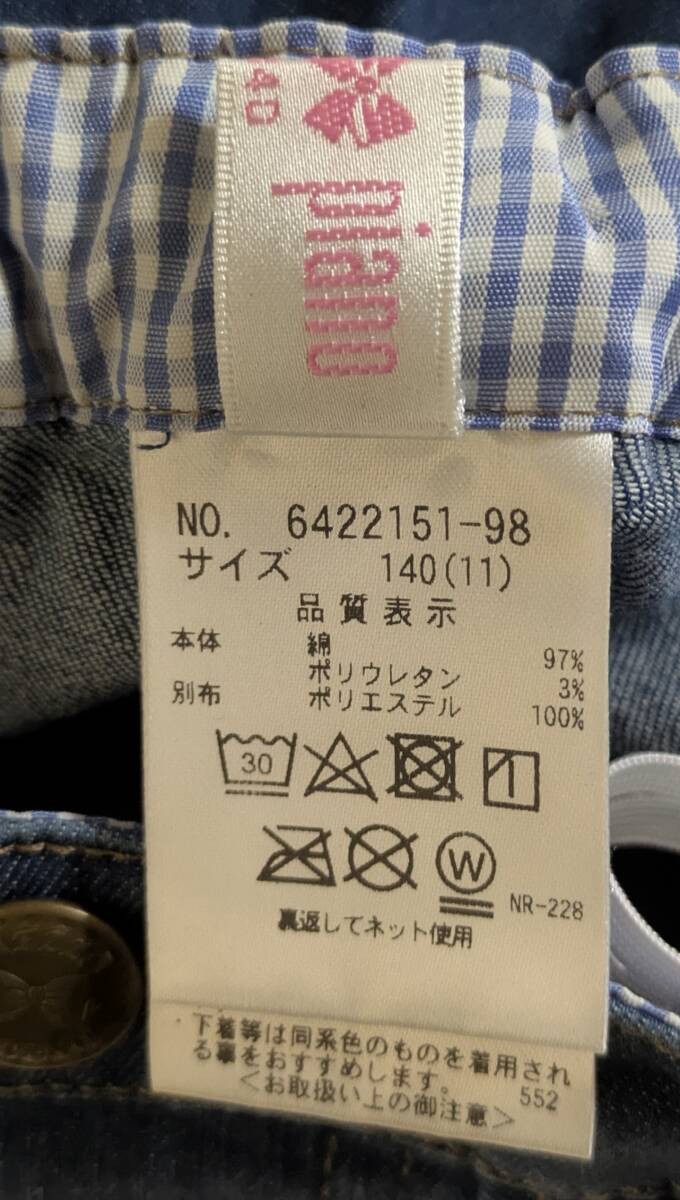 40
piano
NO. 6422151-98
サイズ 140(11)
品質表示
本体 綿 97%
ポリウレタン 3%
別布 ポリエステル 100%
30
W
NR-228
裏返してネット使用
下着等は同系色のものを着用され
る事をおすすめします。
552
<お取扱い上の御注意>